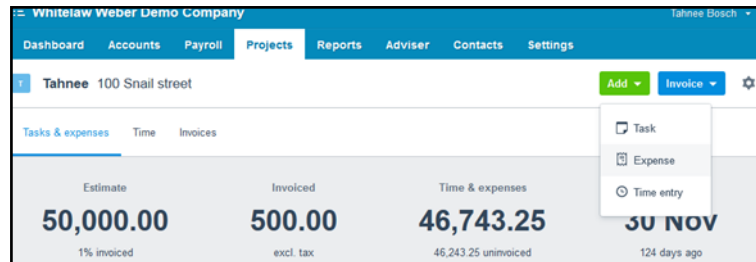 Whitelaw Weber Demo Company Tahnee Bosch
Dashboard Accounts Payroll Projects Reports Adviser Contacts Settings
T Tahnee 100 Snail street Add Invoice
Tasks & expenses Time Invoices
Task
Expense
Time entry
Estimate Invoiced Time & expenses
50,000.00 500.00 46,743.25 30 Nov
1% invoiced excl. tax 46,243.25 uninvoiced 124 days ago